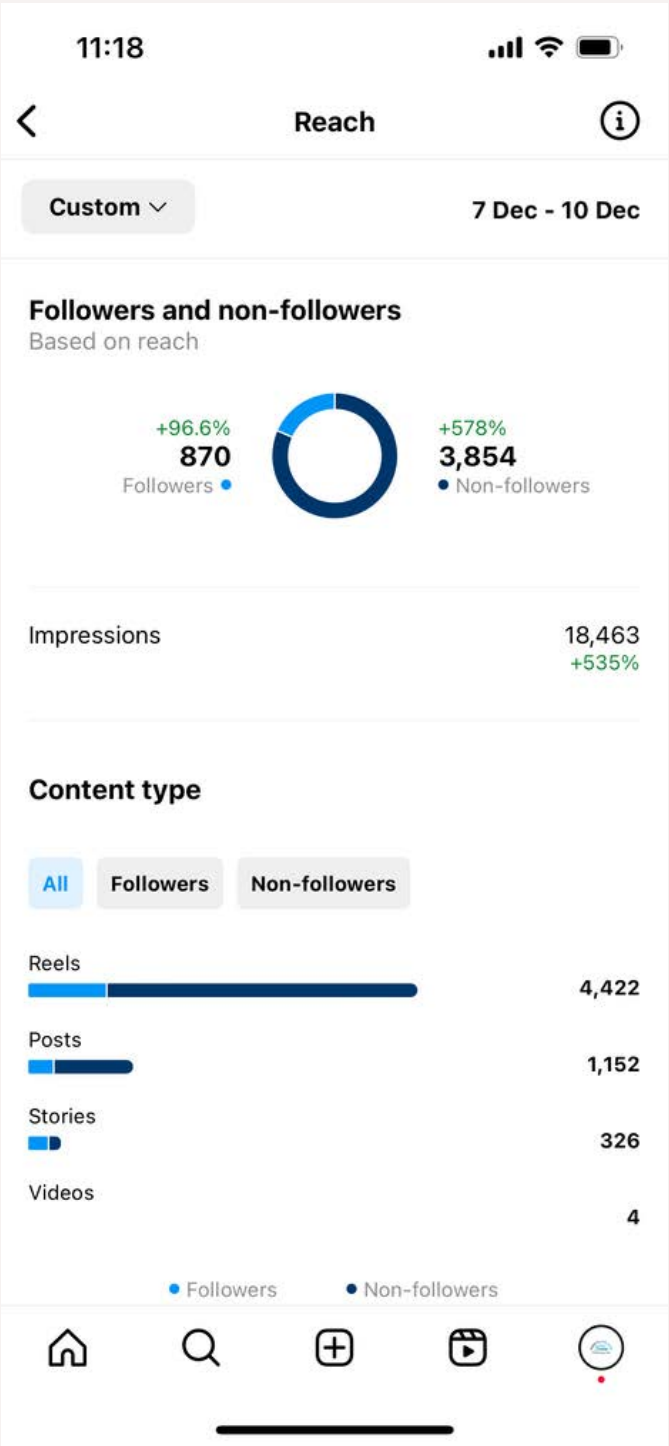 11:18
Reach
Custom
7 Dec - 10 Dec
Followers and non-followers
Based on reach
+96.6%
870
Followers
+578%
3,854
Non-followers
Impressions
18,463
+535%
Content type
All
Followers
Non-followers
Reels
4,422
Posts
1,152
Stories
326
Videos
4
Followers
Non-followers